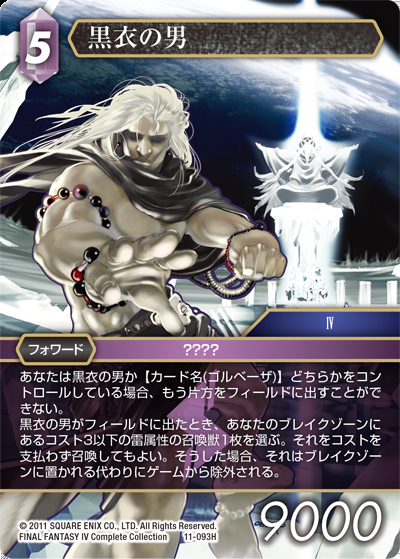 5
黒衣の男
IV
フォワード
????
あなたは黒衣の男か【カード名(ゴルベーザ)】どちらかをコント
ロールしている場合、もう片方をフィールドに出すことがで
きない。
黒衣の男がフィールドに出たとき、あなたのブレイクゾーンに
あるコスト3以下の雷属性の召喚獣1枚を選ぶ。それをコストを
支払わず召喚してもよい。そうした場合、それはブレイクゾーン
に置かれる代わりにゲームから除外される。
© 2011 SQUARE ENIX CO., LTD. All Rights Reserved.
FINAL FANTASY IV Complete Collection 11-093H
9000